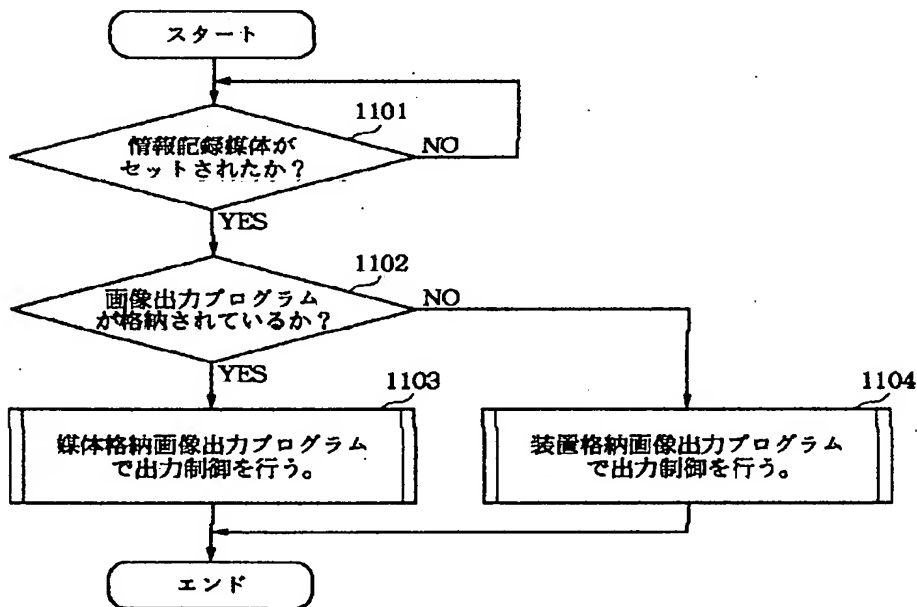 スタート
1101
情報記録媒体が
セットされたか？
NO
YES
1102
画像出力プログラム
が格納されているか？
NO
YES
1103
媒体格納画像出力プログラム
で出力制御を行う。
1104
装置格納画像出力プログラム
で出力制御を行う。
エンド